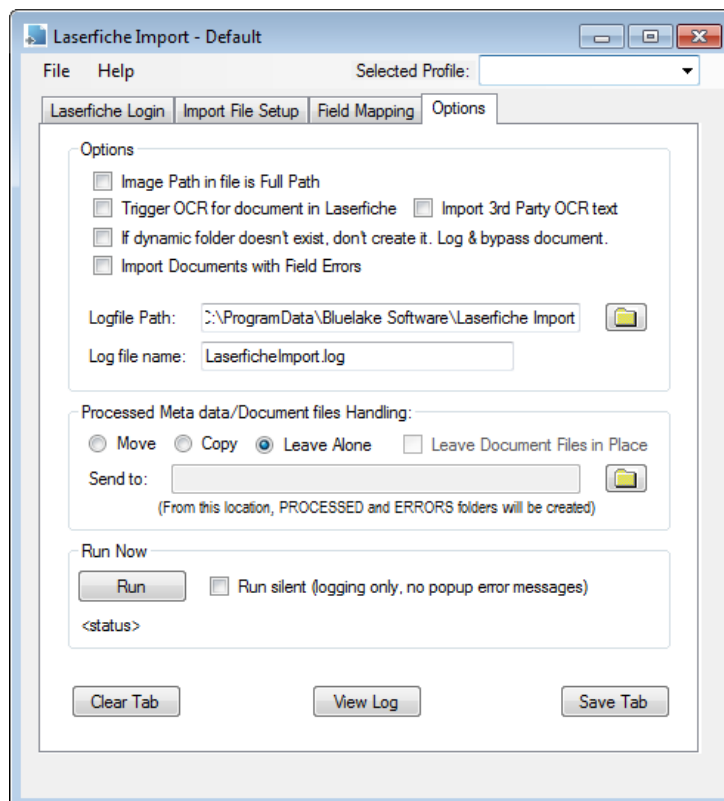 Laserfiche Import - Default
File Help Selected Profile:
Laserfiche Login Import File Setup Field Mapping Options
Options
Image Path in file is Full Path
Trigger OCR for document in Laserfiche Import 3rd Party OCR text
If dynamic folder doesn't exist, don't create it. Log & bypass document.
Import Documents with Field Errors
Logfile Path: C:\ProgramData\Bluelake Software\Laserfiche Import
Log file name: LaserficheImport.log
Processed Meta data/Document files Handling:
Move Copy Leave Alone Leave Document Files in Place
Send to:
(From this location, PROCESSED and ERRORS folders will be created)
Run Now
Run Run silent (logging only, no popup error messages)
<status>
Clear Tab View Log Save Tab